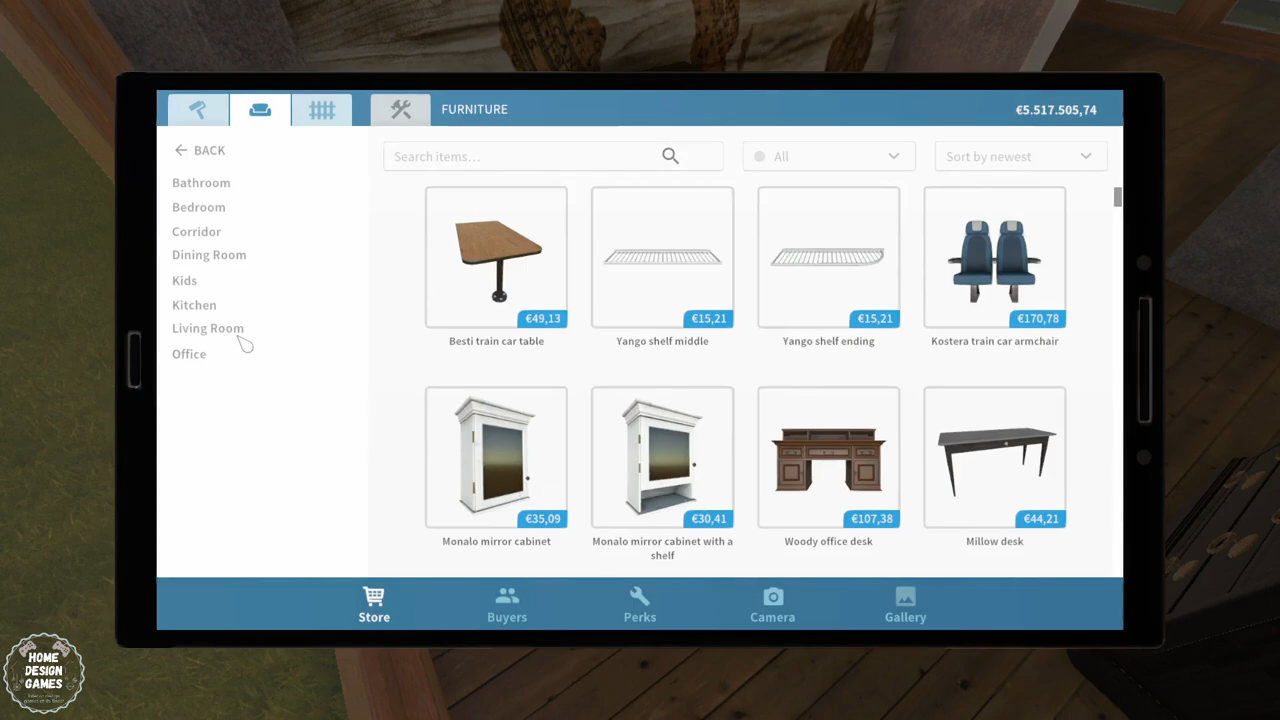 FURNITURE
€5.517.505,74
BACK
Search items...
All
Sort by newest
Bathroom
Bedroom
Corridor
Dining Room
Kids
Kitchen
Living Room
Office
€49,13
€15,21
€15,21
€170,78
Besti train car table
Yango shelf middle
Yango shelf ending
Kostera train car armchair
€35,09
€30,41
€107,38
€44,21
Monalo mirror cabinet
Monalo mirror cabinet with a
shelf
Woody office desk
Millow desk
Store
Buyers
Perks
Camera
Gallery
HOME
DESIGN
GAMES